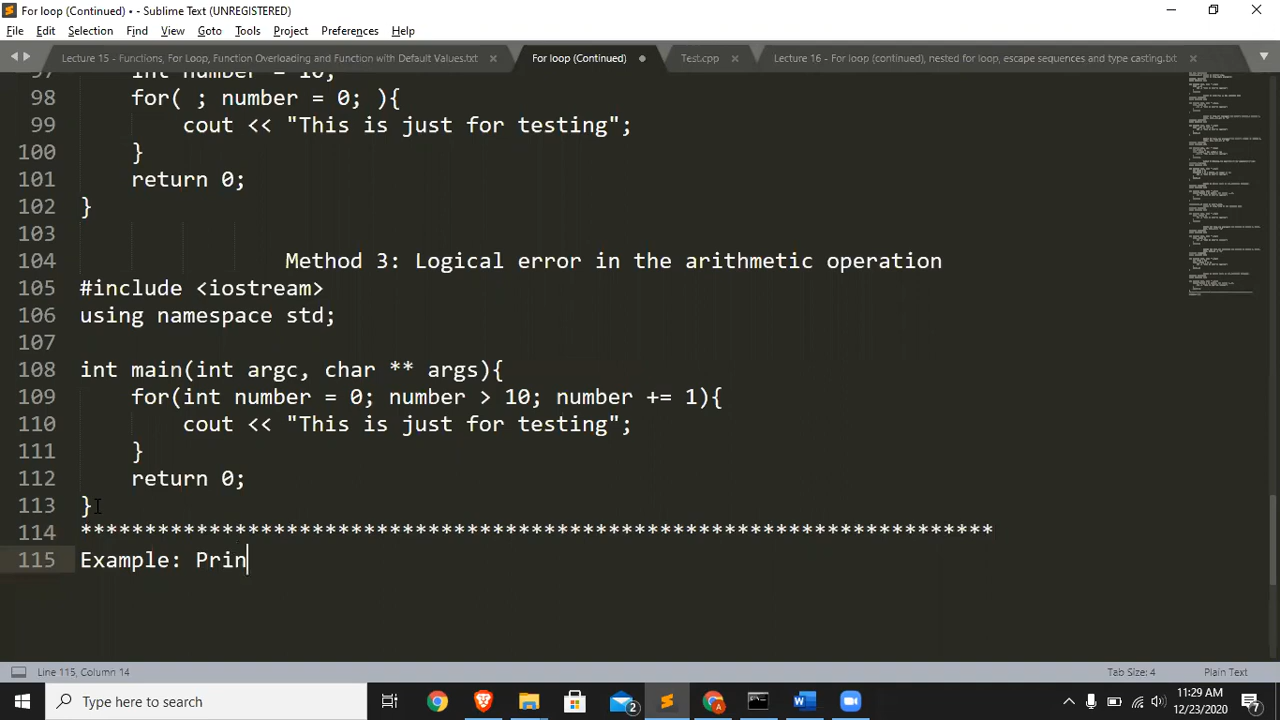 For loop (Continued) • - Sublime Text (UNREGISTERED)
File Edit Selection Find View Goto Tools Project Preferences Help
Lecture 15 - Functions, For Loop, Function Overloading and Function with Default Values.txt For loop (Continued) Test.cpp Lecture 16 - For loop (continued), nested for loop, escape sequences and type casting.txt
97 int number = 10;
98 for( ; number = 0; ){
99 cout << "This is just for testing";
100 }
101 return 0;
102 }
103
104 Method 3: Logical error in the arithmetic operation
105 #include <iostream>
106 using namespace std;
107
108 int main(int argc, char ** args){
109 for(int number = 0; number > 10; number += 1){
110 cout << "This is just for testing";
111 }
112 return 0;
113 }
114 ***********************************************************************
115 Example: Prin
Line 115, Column 14 Tab Size: 4 Plain Text
Type here to search
2
11:29 AM
12/23/2020
7